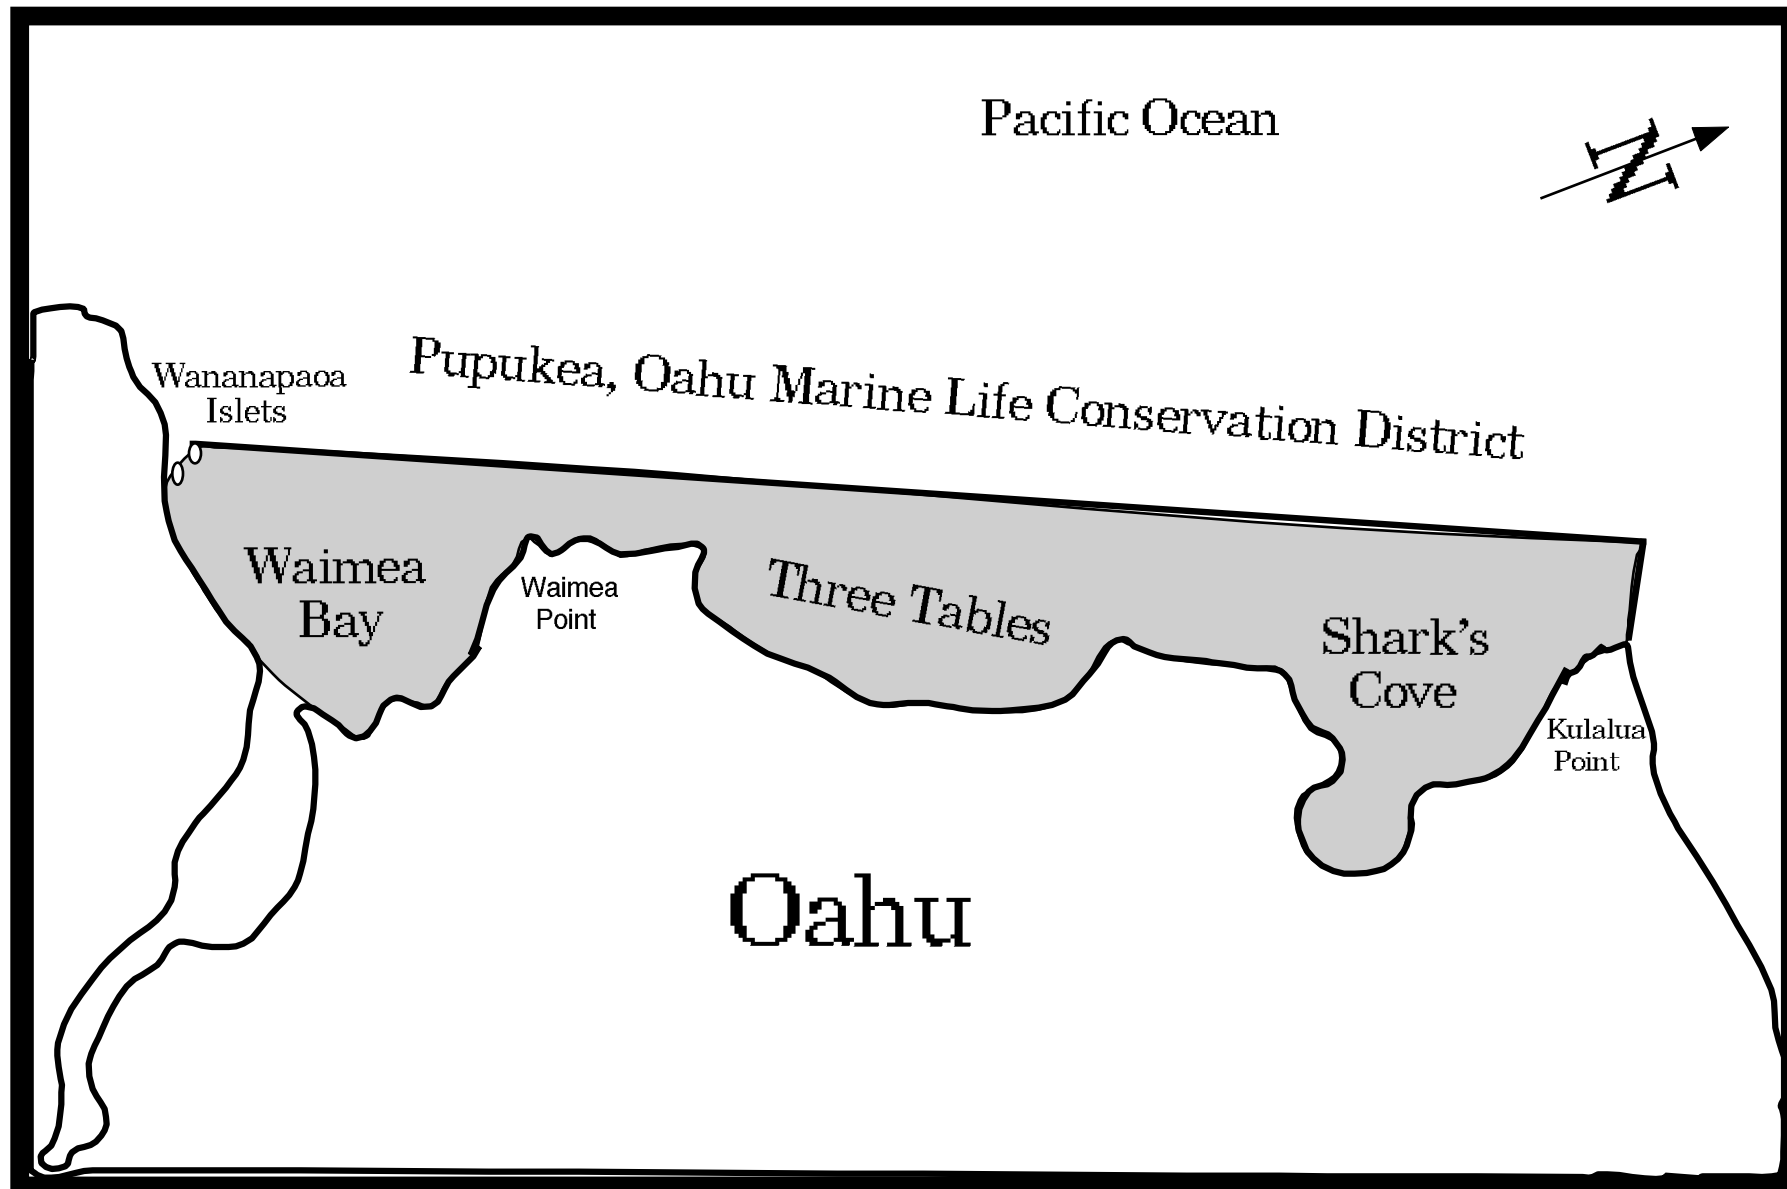 Pacific Ocean
N
Wananapaoa
Islets
Pupukea, Oahu Marine Life Conservation District
Waimea
Bay
Waimea
Point
Three Tables
Shark's
Cove
Kulalua
Point
Oahu